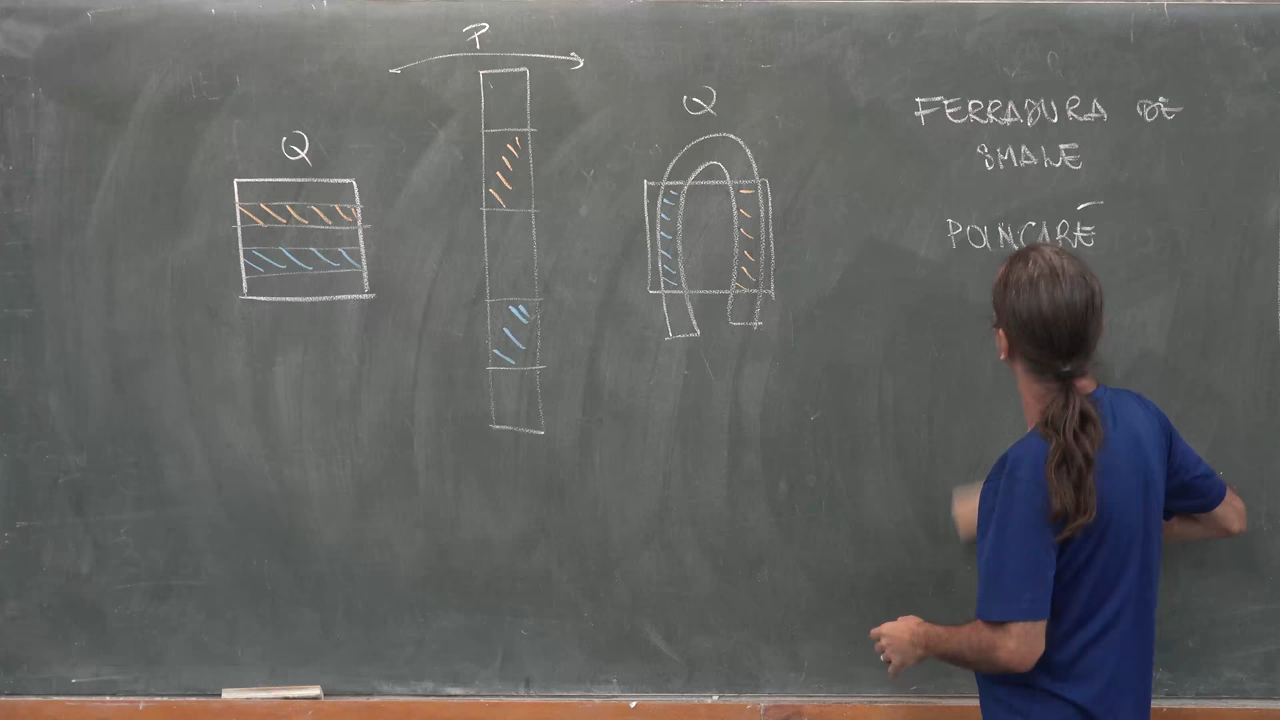 P
Q
Q
FERRADURA DE
SMALE
POINCARÉ